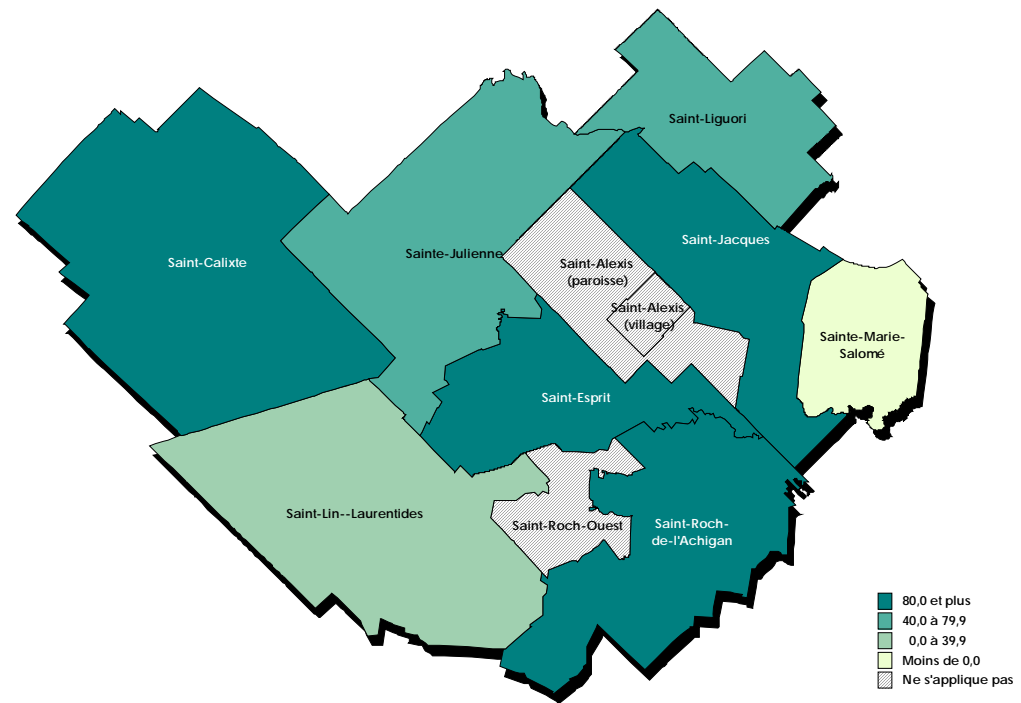 Saint-Liguori
Saint-Jacques
Sainte-Julienne
Saint-Calixte
Saint-Alexis
(paroisse)
Saint-Alexis
(village)
Sainte-Marie-
Salomé
Saint-Esprit
Saint-Lin--Laurentides
Saint-Roch-Ouest
Saint-Roch-
de-l'Achigan
80,0 et plus
40,0 à 79,9
0,0 à 39,9
Moins de 0,0
Ne s'applique pas